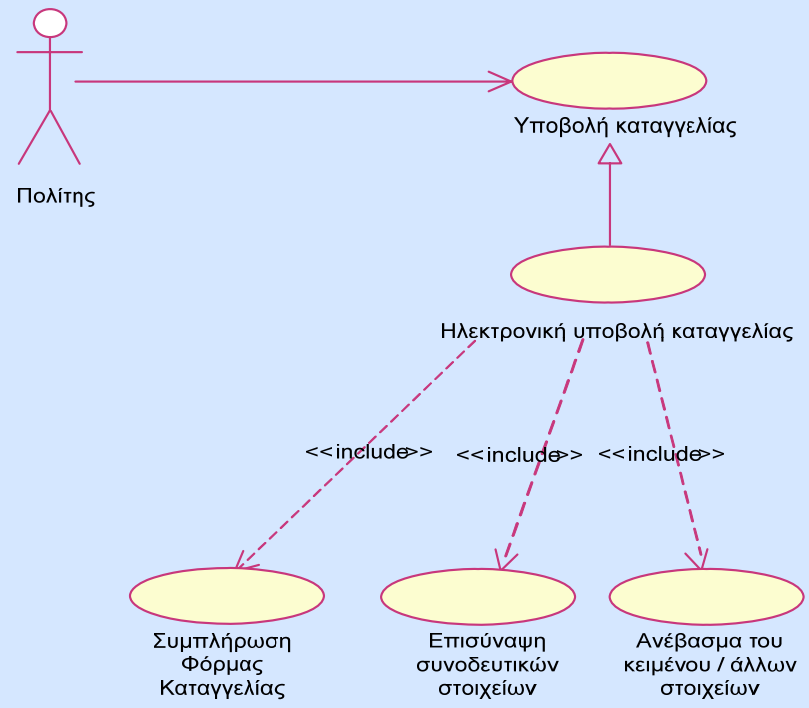 Υποβολή καταγγελίας
Πολίτης
Ηλεκτρονική υποβολή καταγγελίας
<<include>>
<<include>>
<<include>>
Συμπλήρωση
Φόρμας
Καταγγελίας
Επισύναψη
συνοδευτικών
στοιχείων
Ανέβασμα του
κειμένου / άλλων
στοιχείων